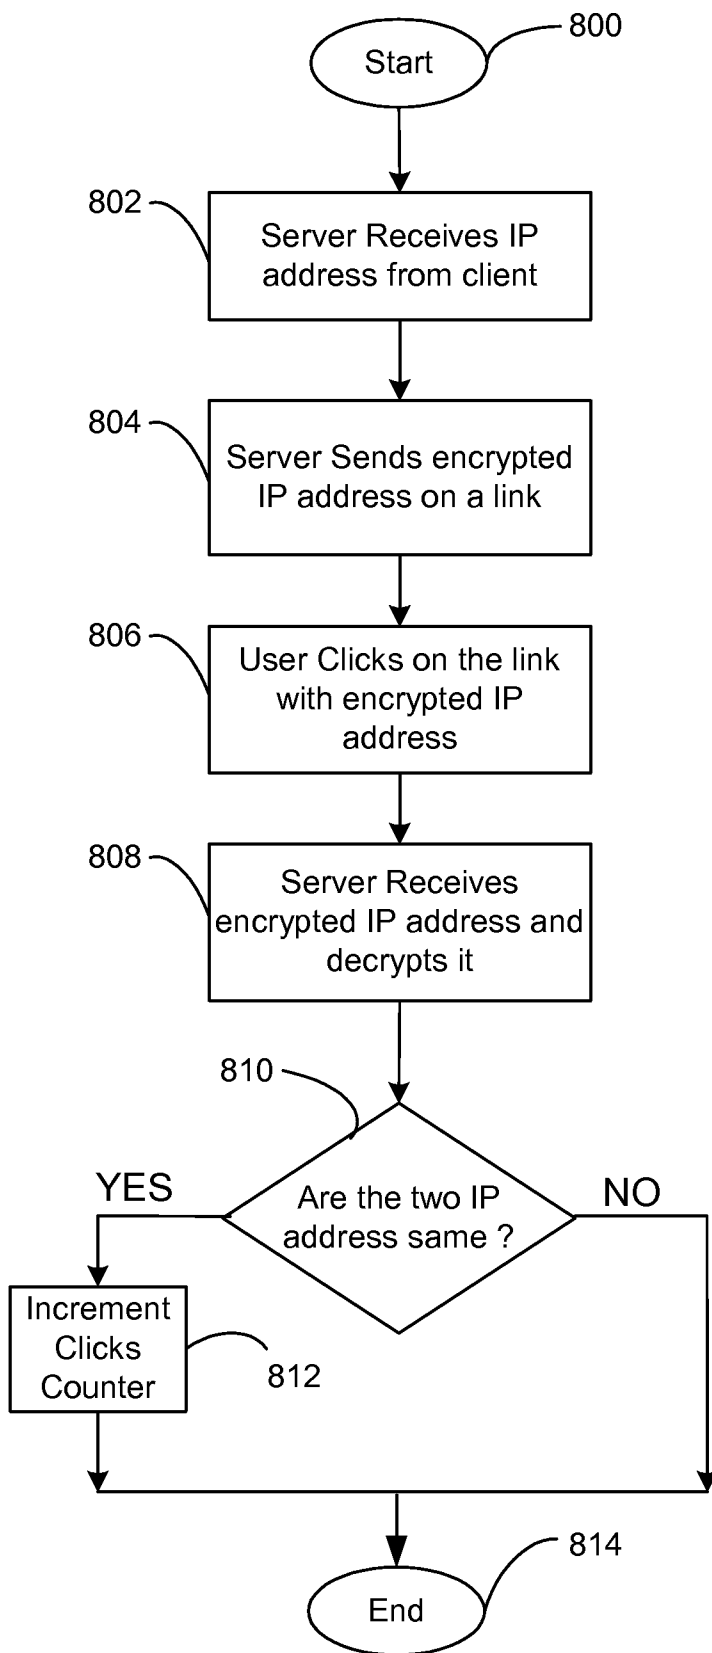 800
Start
802
Server Receives IP
address from client
804
Server Sends encrypted
IP address on a link
806
User Clicks on the link
with encrypted IP
address
808
Server Receives
encrypted IP address and
decrypts it
810
YES
Are the two IP
address same ?
NO
Increment
Clicks
Counter
812
814
End